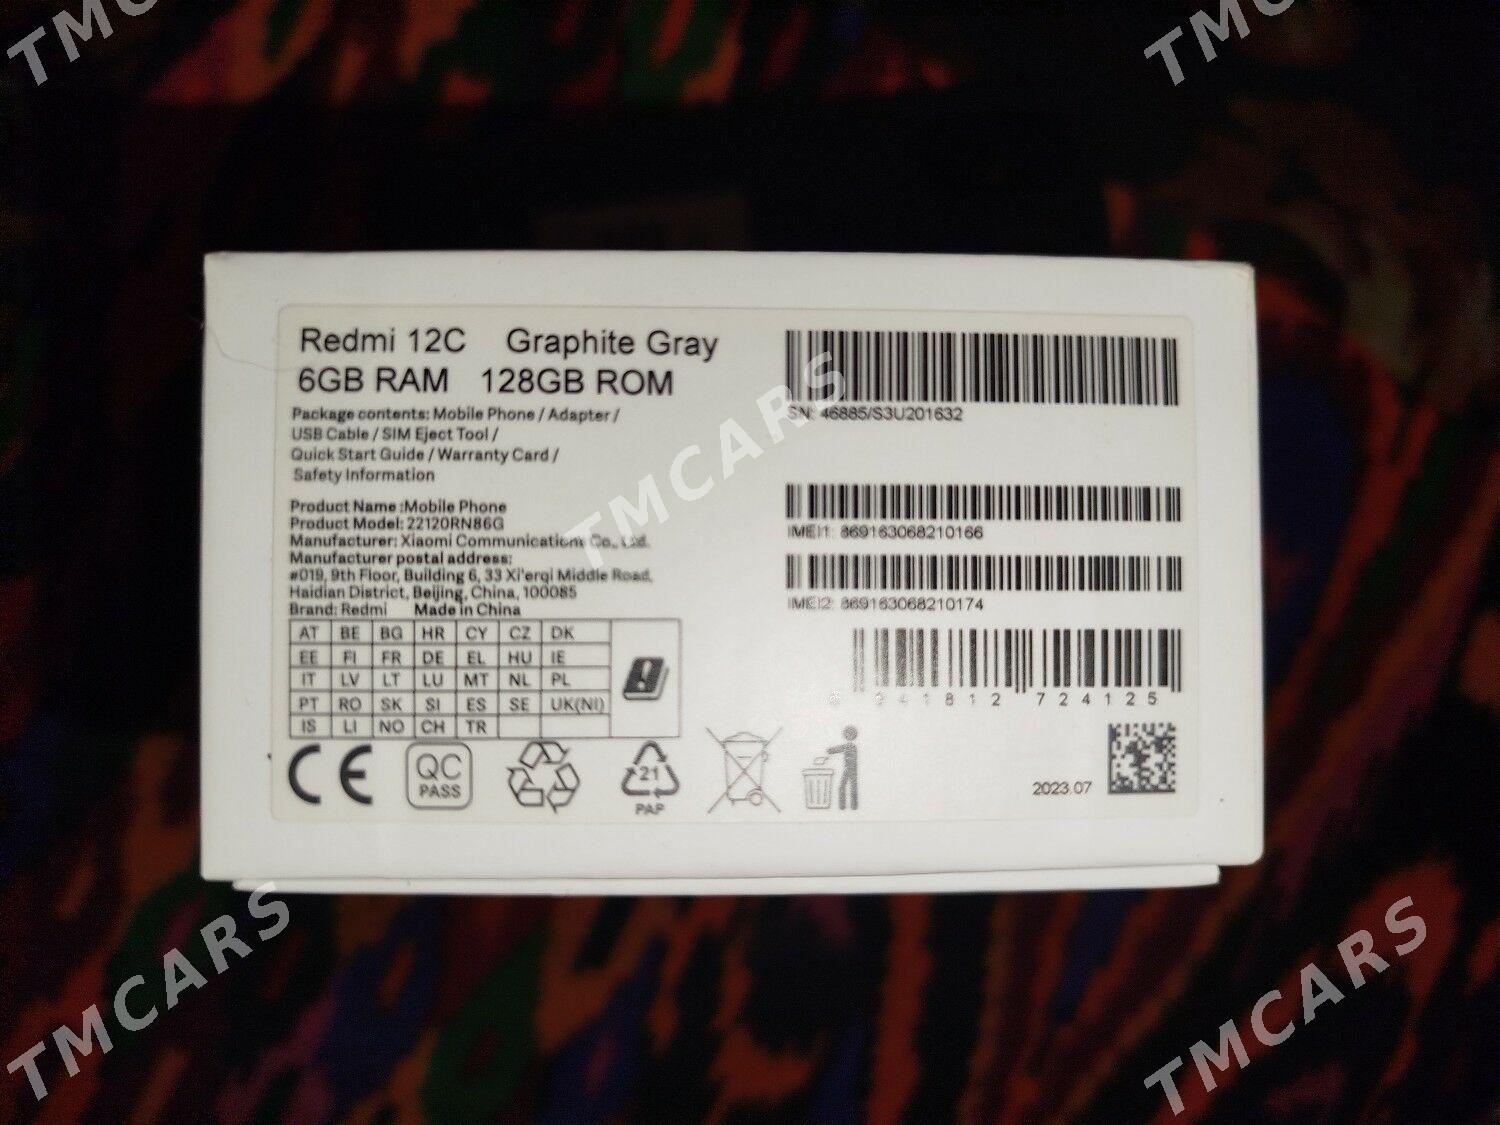 TMCARS
TMCARS
Redmi 12C Graphite Gray
6GB RAM 128GB ROM
Package contents: Mobile Phone / Adapter /
USB Cable / SIM Eject Tool /
Quick Start Guide / Warranty Card /
Safety Information
Product Name :Mobile Phone
Product Model: 22120RN86G
Manufacturer: Xiaomi Communications Co., Ltd.
Manufacturer postal address:
#019, 9th Floor, Building 6, 33 Xi'erqi Middle Road,
Haidian District, Beijing, China, 100085
Brand: Redmi Made in China
AT BE BG HR CY CZ DK
EE FI FR DE EL HU IE
IT LV LT LU MT NL PL
PT RO SK SI ES SE UK(NI)
IS LI NO CH TR
CE
QC
PASS
21
PAP
SN: 46885/S3U201632
IMEI1: 869163068210166
IMEI2: 869163068210174
6 941812 724125
2023.07
TMCARS
TMCARS
TMCARS